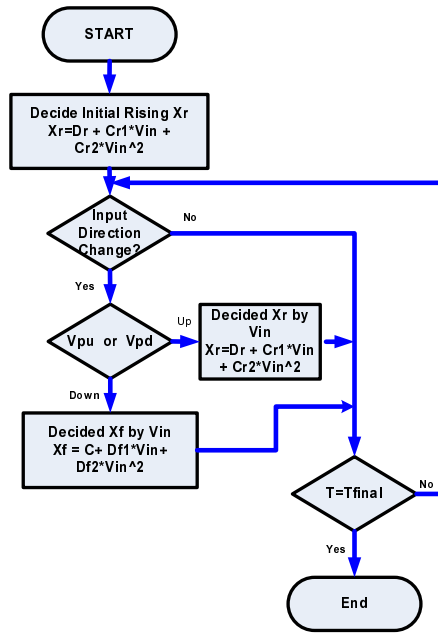 START
Decide Initial Rising Xr
Xr=Dr + Cr1*Vin +
Cr2*Vin^2
Input
Direction
Change?
No
Yes
Vpu or Vpd
Up
Decided Xr by
Vin
Xr=Dr + Cr1*Vin
+ Cr2*Vin^2
Down
Decided Xf by Vin
Xf = C+ Df1*Vin+
Df2*Vin^2
T=Tfinal
No
Yes
End